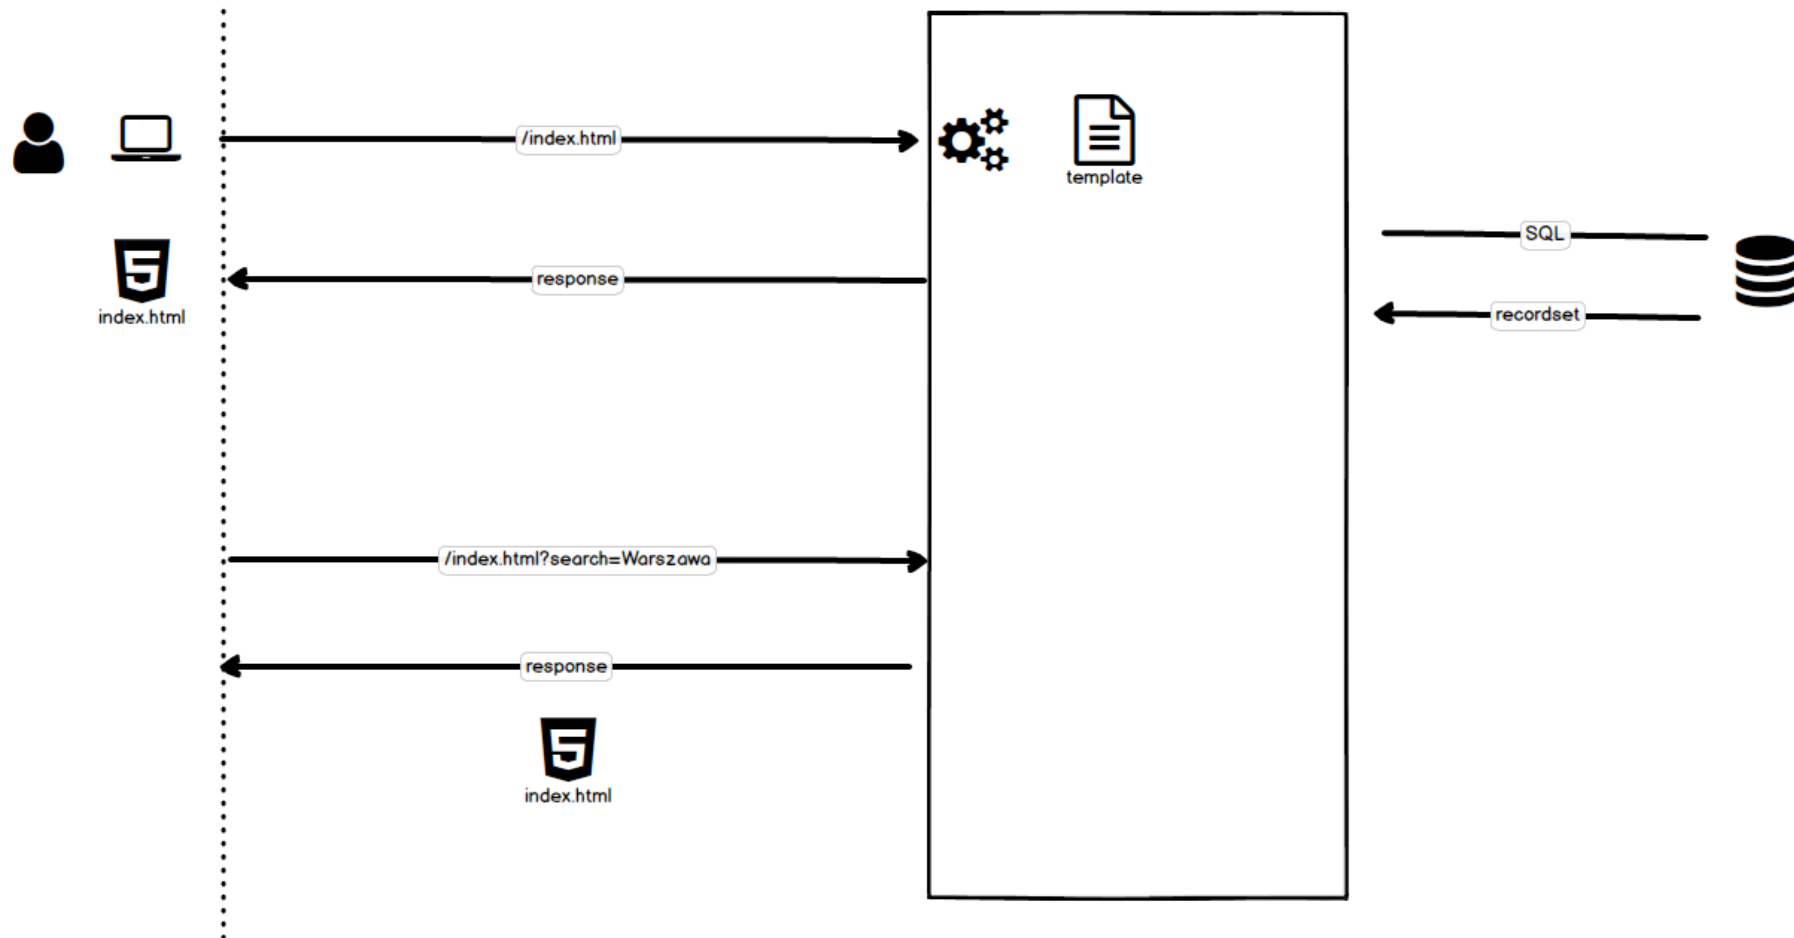 /index.html
template
SQL
response
index.html
recordset
/index.html?search=Warszawa
response
index.html